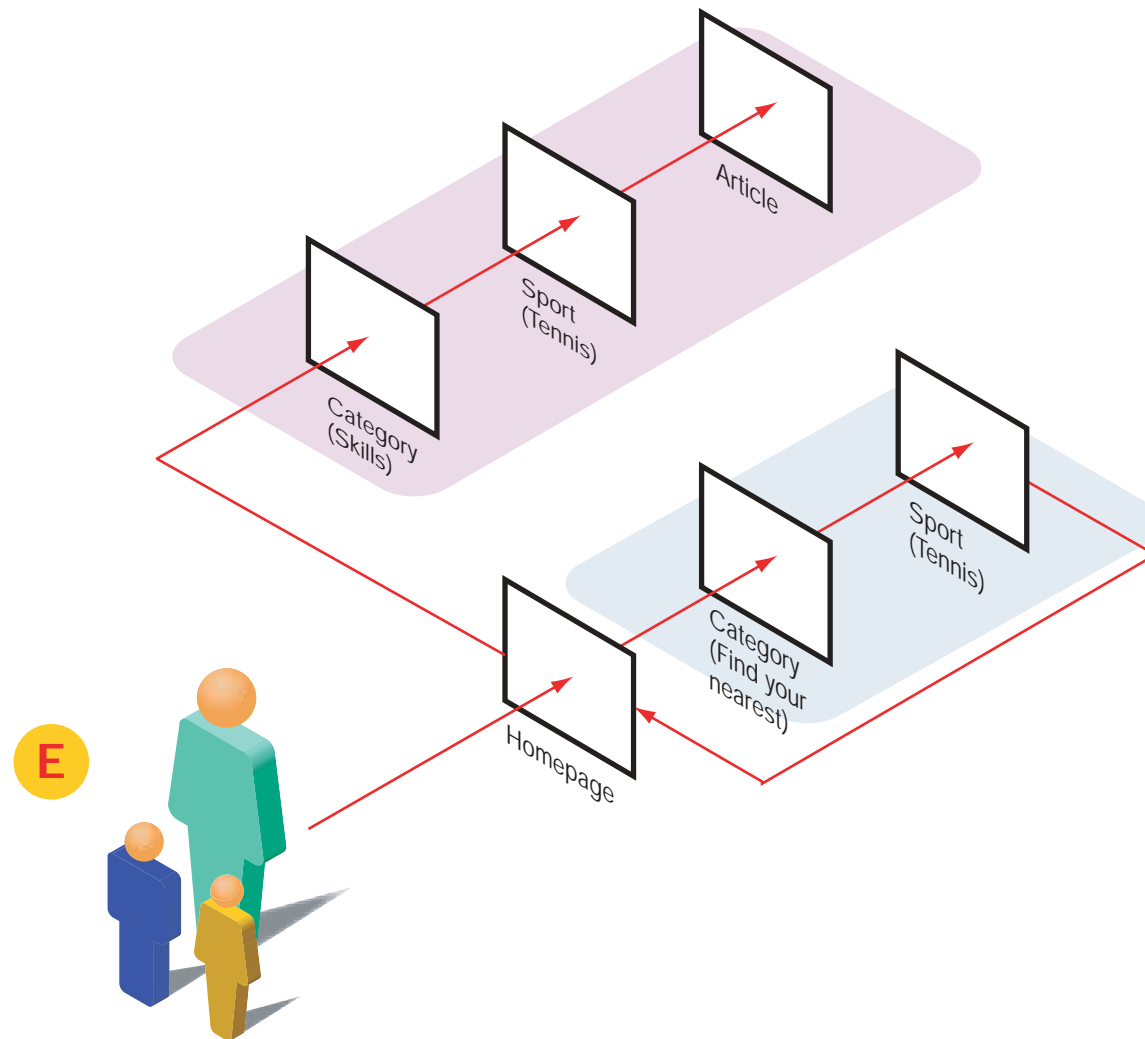 Article
Sport
(Tennis)
Category
(Skills)
Sport
(Tennis)
Category
(Find your
nearest)
Homepage
E